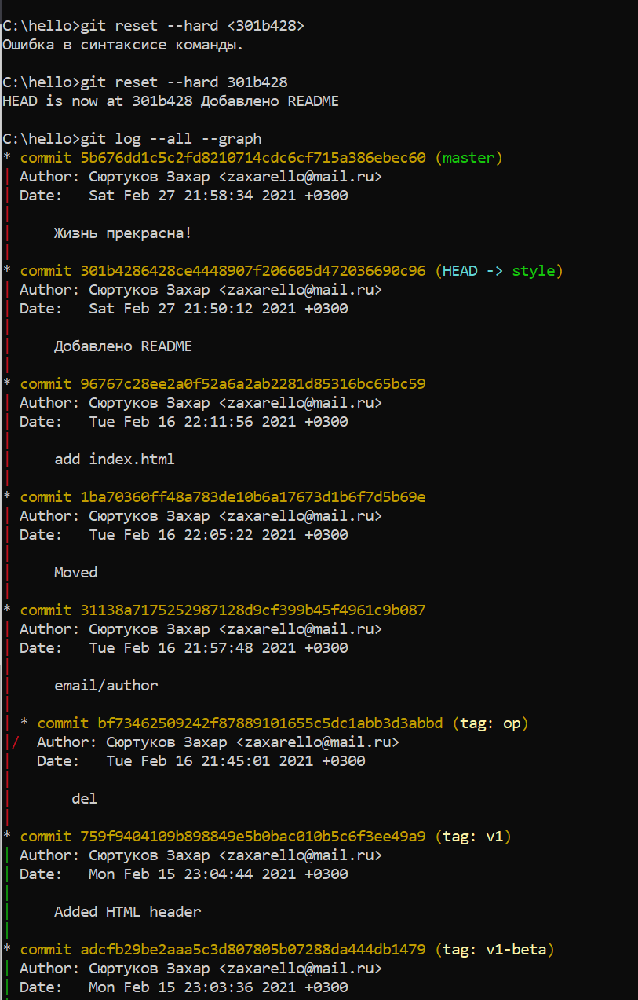 C:\hello>git reset --hard <301b428>
Ошибка в синтаксисе команды.
C:\hello>git reset --hard 301b428
HEAD is now at 301b428 Добавлено README
C:\hello>git log --all --graph
* commit 5b676dd1c5c2fd8210714cdc6cf715a386ebec60 (master)
| Author: Сюртуков Захар <zaxarello@mail.ru>
| Date:   Sat Feb 27 21:58:34 2021 +0300
|
|     Жизнь прекрасна!
|
* commit 301b4286428ce4448907f206605d472036690c96 (HEAD -> style)
| Author: Сюртуков Захар <zaxarello@mail.ru>
| Date:   Sat Feb 27 21:50:12 2021 +0300
|
|     Добавлено README
|
* commit 96767c28ee2a0f52a6a2ab2281d85316bc65bc59
| Author: Сюртуков Захар <zaxarello@mail.ru>
| Date:   Tue Feb 16 22:11:56 2021 +0300
|
|     add index.html
|
* commit 1ba70360ff48a783de10b6a17673d1b6f7d5b69e
| Author: Сюртуков Захар <zaxarello@mail.ru>
| Date:   Tue Feb 16 22:05:22 2021 +0300
|
|     Moved
|
* commit 31138a7175252987128d9cf399b45f4961c9b087
| Author: Сюртуков Захар <zaxarello@mail.ru>
| Date:   Tue Feb 16 21:57:48 2021 +0300
|
|     email/author
|
| * commit bf73462509242f87889101655c5dc1abb3d3abbd (tag: op)
|/  Author: Сюртуков Захар <zaxarello@mail.ru>
|   Date:   Tue Feb 16 21:45:01 2021 +0300
|
|       del
|
* commit 759f9404109b898849e5b0bac010b5c6f3ee49a9 (tag: v1)
| Author: Сюртуков Захар <zaxarello@mail.ru>
| Date:   Mon Feb 15 23:04:44 2021 +0300
|
|     Added HTML header
|
* commit adcfb29be2aaa5c3d807805b07288da444db1479 (tag: v1-beta)
| Author: Сюртуков Захар <zaxarello@mail.ru>
| Date:   Mon Feb 15 23:03:36 2021 +0300